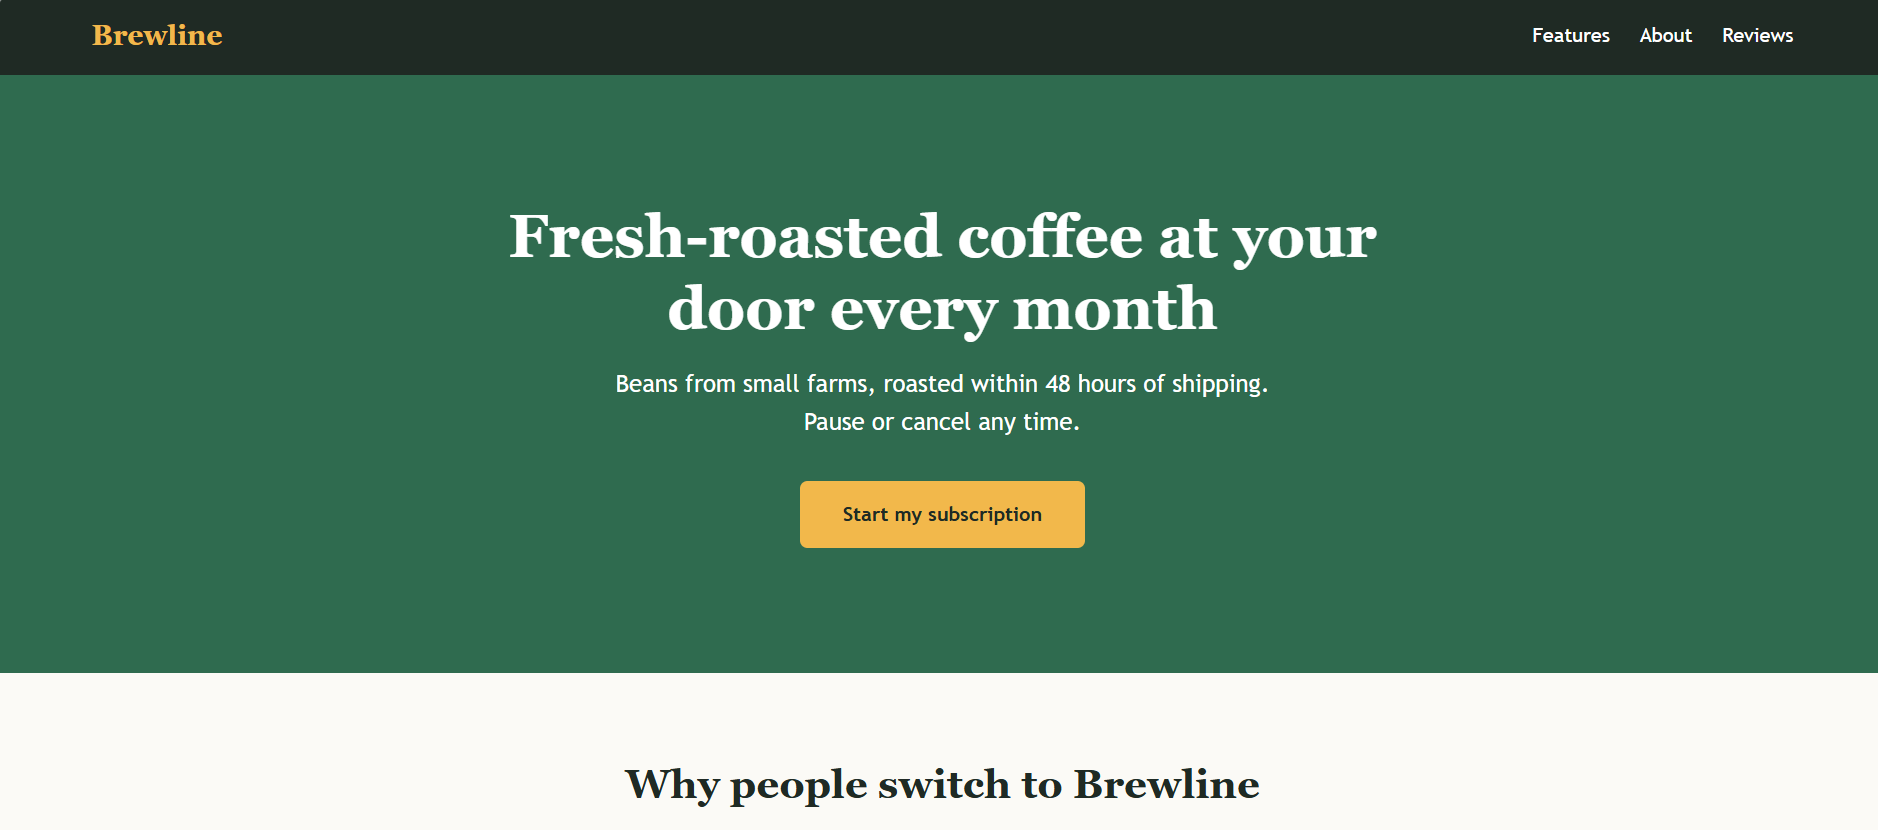 Brewline
Features About Reviews
Fresh-roasted coffee at your
door every month
Beans from small farms, roasted within 48 hours of shipping.
Pause or cancel any time.
Start my subscription
Why people switch to Brewline